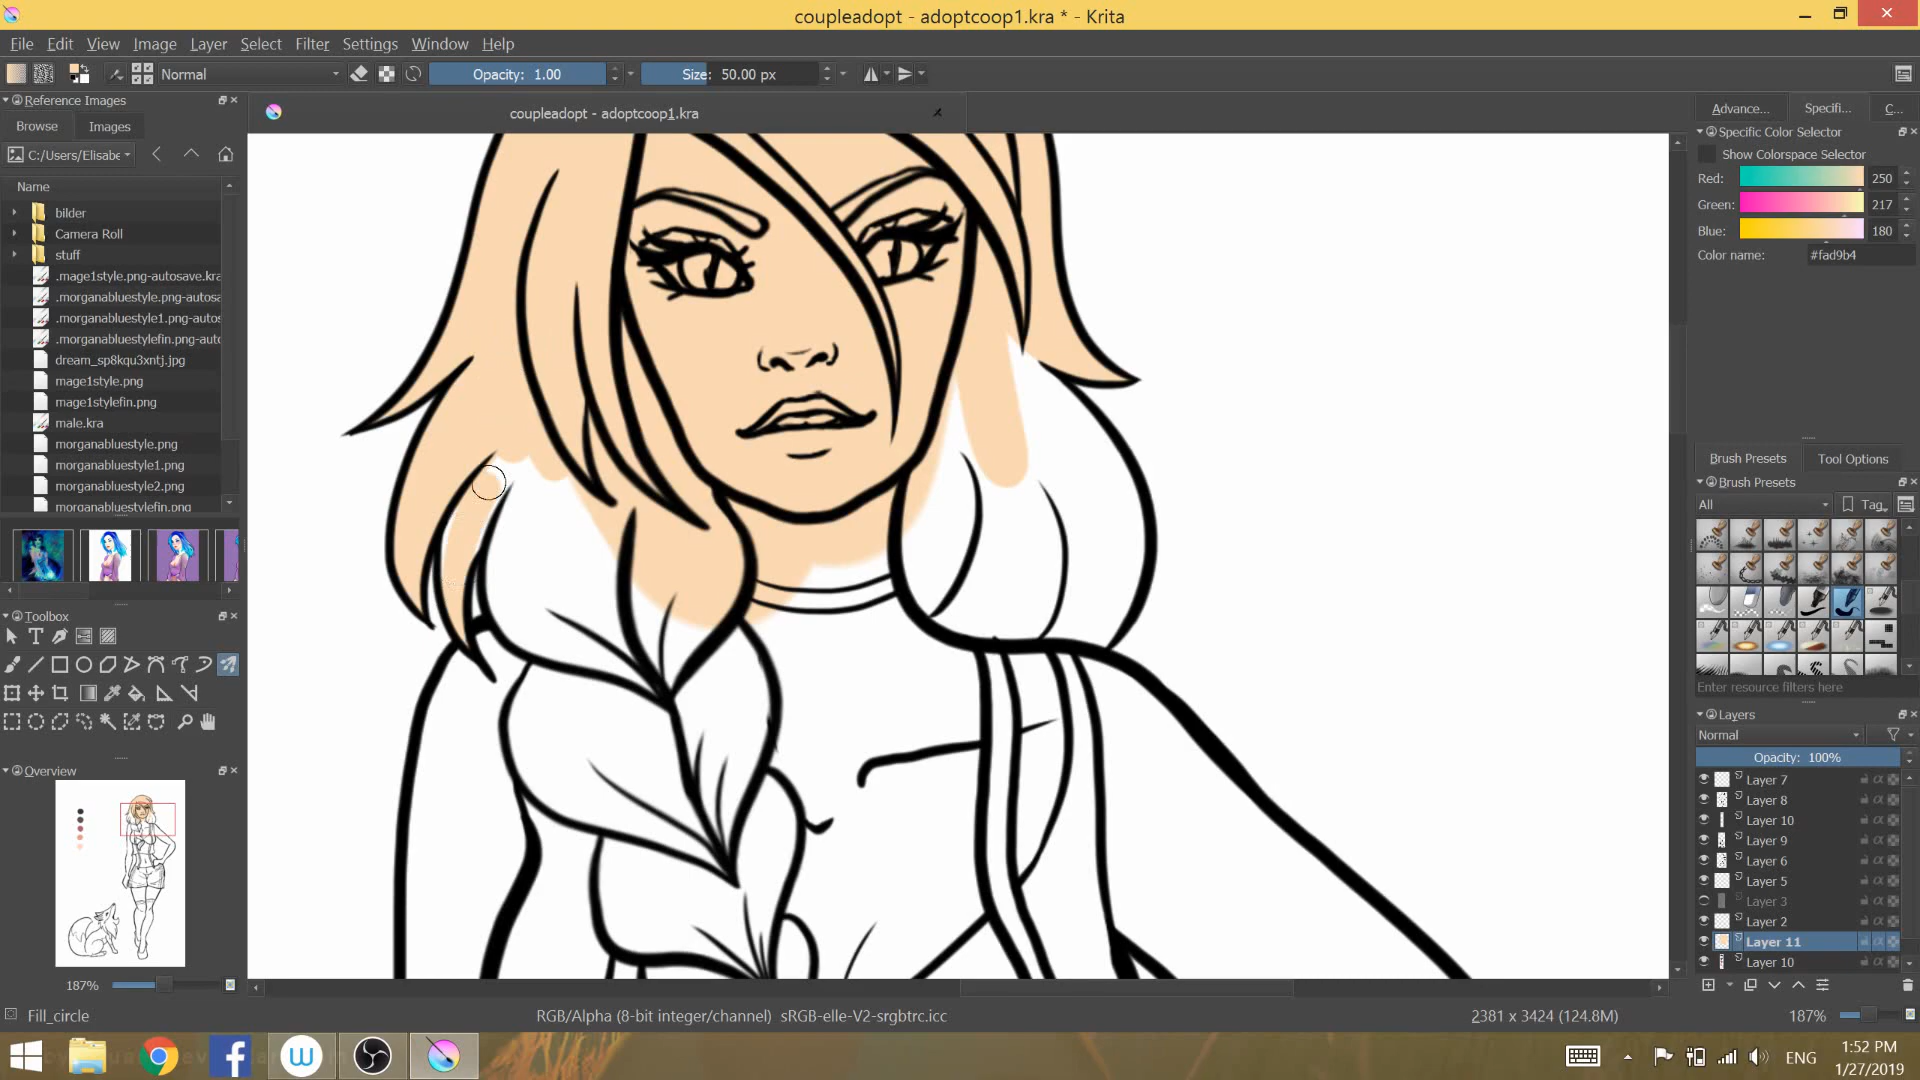 coupleadopt - adoptcoop1.kra * - Krita
File Edit View Image Layer Select Filter Settings Window Help
Normal
Opacity: 1.00
Size: 50.00 px
Reference Images
Browse Images
C:/Users/Elisabe
Name
bilder
Camera Roll
stuff
.mage1style.png-autosave.kra
.morganabluestyle.png-autosa
.morganabluestyle1.png-autos
.morganabluestylefin.png-auto
dream_sp8kqu3xntj.jpg
mage1style.png
mage1stylefin.png
male.kra
morganabluestyle.png
morganabluestyle1.png
morganabluestyle2.png
morganabluestylefin.png
Toolbox
Overview
187%
coupleadopt - adoptcoop1.kra
Advance... Specifi... C...
Specific Color Selector
Show Colorspace Selector
Red: 250
Green: 217
Blue: 180
Color name: #fad9b4
Brush Presets Tool Options
Brush Presets
All Tag
Enter resource filters here
Layers
Normal
Opacity: 100%
Layer 7
Layer 8
Layer 10
Layer 9
Layer 6
Layer 5
Layer 3
Layer 2
Layer 11
Layer 10
Fill_circle
RGB/Alpha (8-bit integer/channel) sRGB-elle-V2-srgbtrc.icc
2381 x 3424 (124.8M)
187%
ENG
1:52 PM
1/27/2019